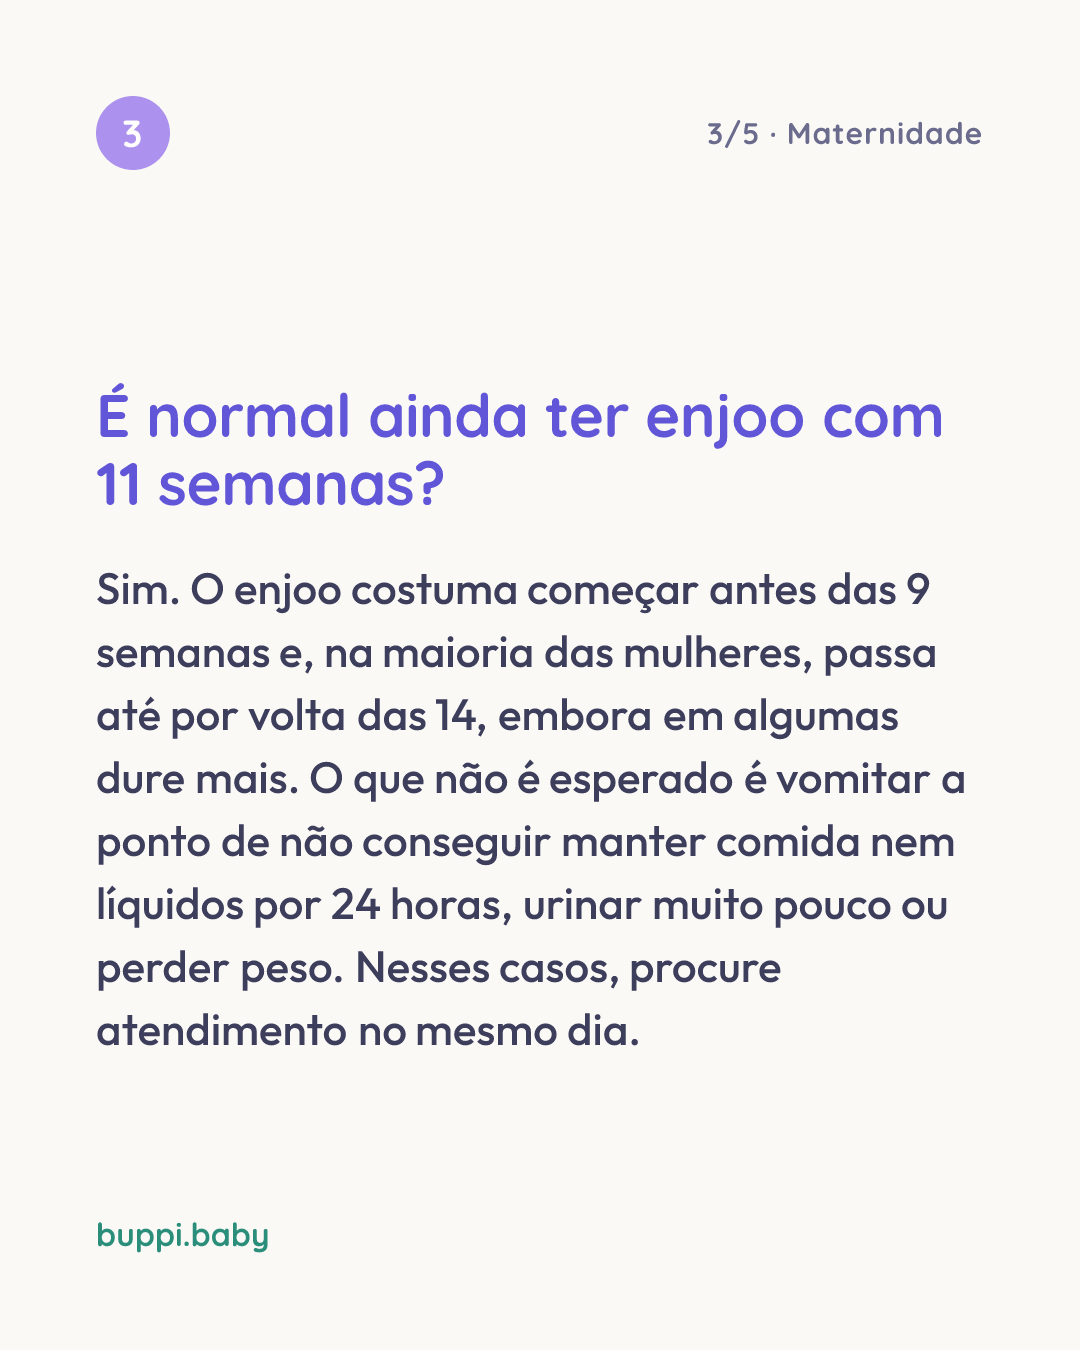 3
3/5 · Maternidade
É normal ainda ter enjoo com
11 semanas?
Sim. O enjoo costuma começar antes das 9
semanas e, na maioria das mulheres, passa
até por volta das 14, embora em algumas
dure mais. O que não é esperado é vomitar a
ponto de não conseguir manter comida nem
líquidos por 24 horas, urinar muito pouco ou
perder peso. Nesses casos, procure
atendimento no mesmo dia.
buppi.baby